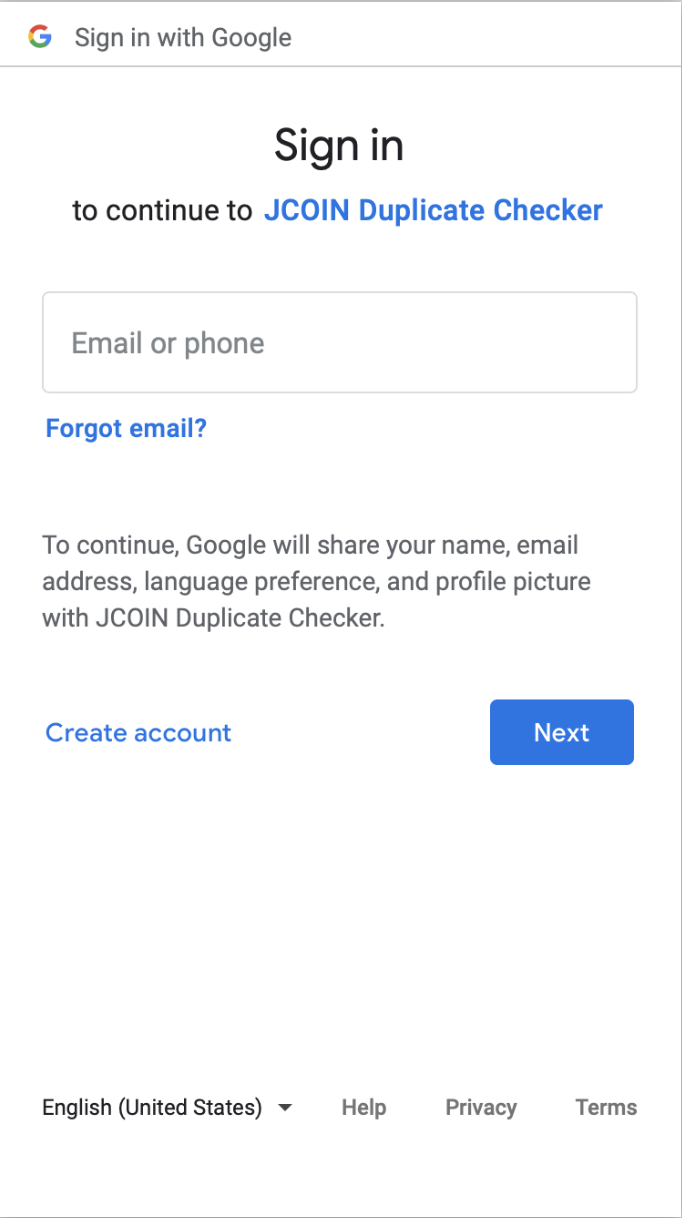 Sign in with Google
Sign in
to continue to JCOIN Duplicate Checker
Email or phone
Forgot email?
To continue, Google will share your name, email
address, language preference, and profile picture
with JCOIN Duplicate Checker.
Create account
Next
English (United States)
Help
Privacy
Terms